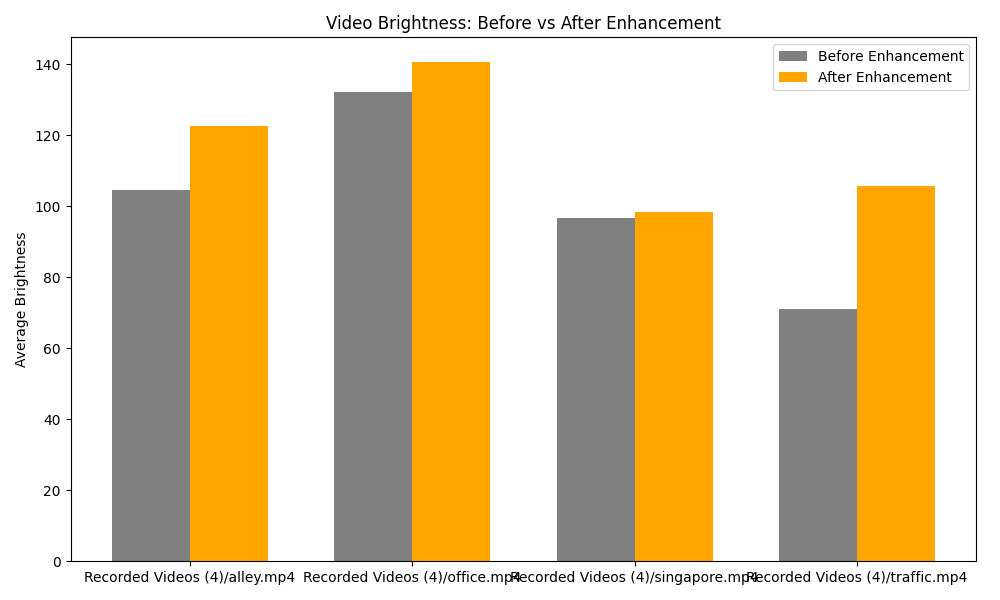 Video Brightness: Before vs After Enhancement
Before Enhancement
After Enhancement
Average Brightness
140
120
100
80
60
40
20
0
Recorded Videos (4)/alley.mp4
Recorded Videos (4)/office.mp4
Recorded Videos (4)/singapore.mp4
Recorded Videos (4)/traffic.mp4